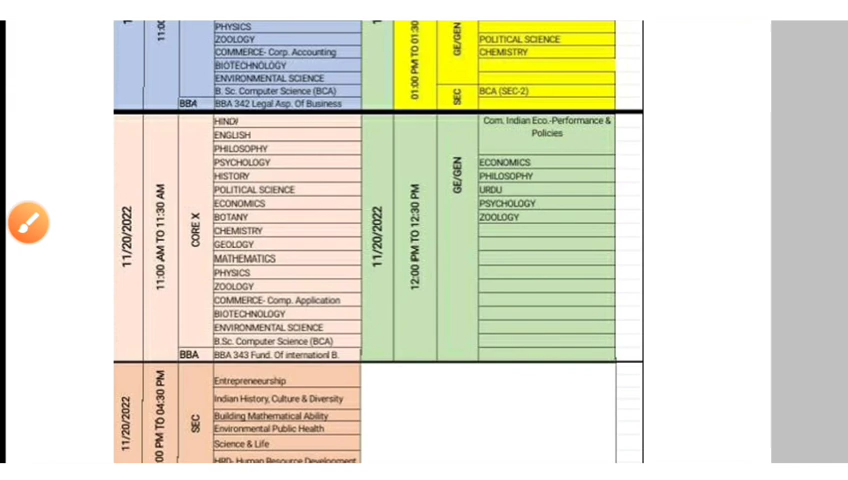 PHYSICS
ZOOLOGY
COMMERCE- Corp. Accounting
BIOTECHNOLOGY
ENVIRONMENTAL SCIENCE
B. Sc. Computer Science (BCA)
BBA BBA 342 Legal Asp. Of Business
01:00 PM TO 01:30
GE/GEN
POLITICAL SCIENCE
CHEMISTRY
SEC
BCA (SEC-2)
11/20/2022
11:00 AM TO 11:30 AM
CORE X
HINDI
ENGLISH
PHILOSOPHY
PSYCHOLOGY
HISTORY
POLITICAL SCIENCE
ECONOMICS
BOTANY
CHEMISTRY
GEOLOGY
MATHEMATICS
PHYSICS
ZOOLOGY
COMMERCE- Comp. Application
BIOTECHNOLOGY
ENVIRONMENTAL SCIENCE
B.Sc. Computer Science (BCA)
BBA BBA 343 Fund. Of internationl B.
11/20/2022
12:00 PM TO 12:30 PM
GE/GEN
Com. Indian Eco.-Performance &
Policies
ECONOMICS
PHILOSOPHY
URDU
PSYCHOLOGY
ZOOLOGY
11/20/2022
00 PM TO 04:30 PM
SEC
Entrepreneurship
Indian History, Culture & Diversity
Building Mathematical Ability
Environmental Public Health
Science & Life
HRD- Human Resource Development